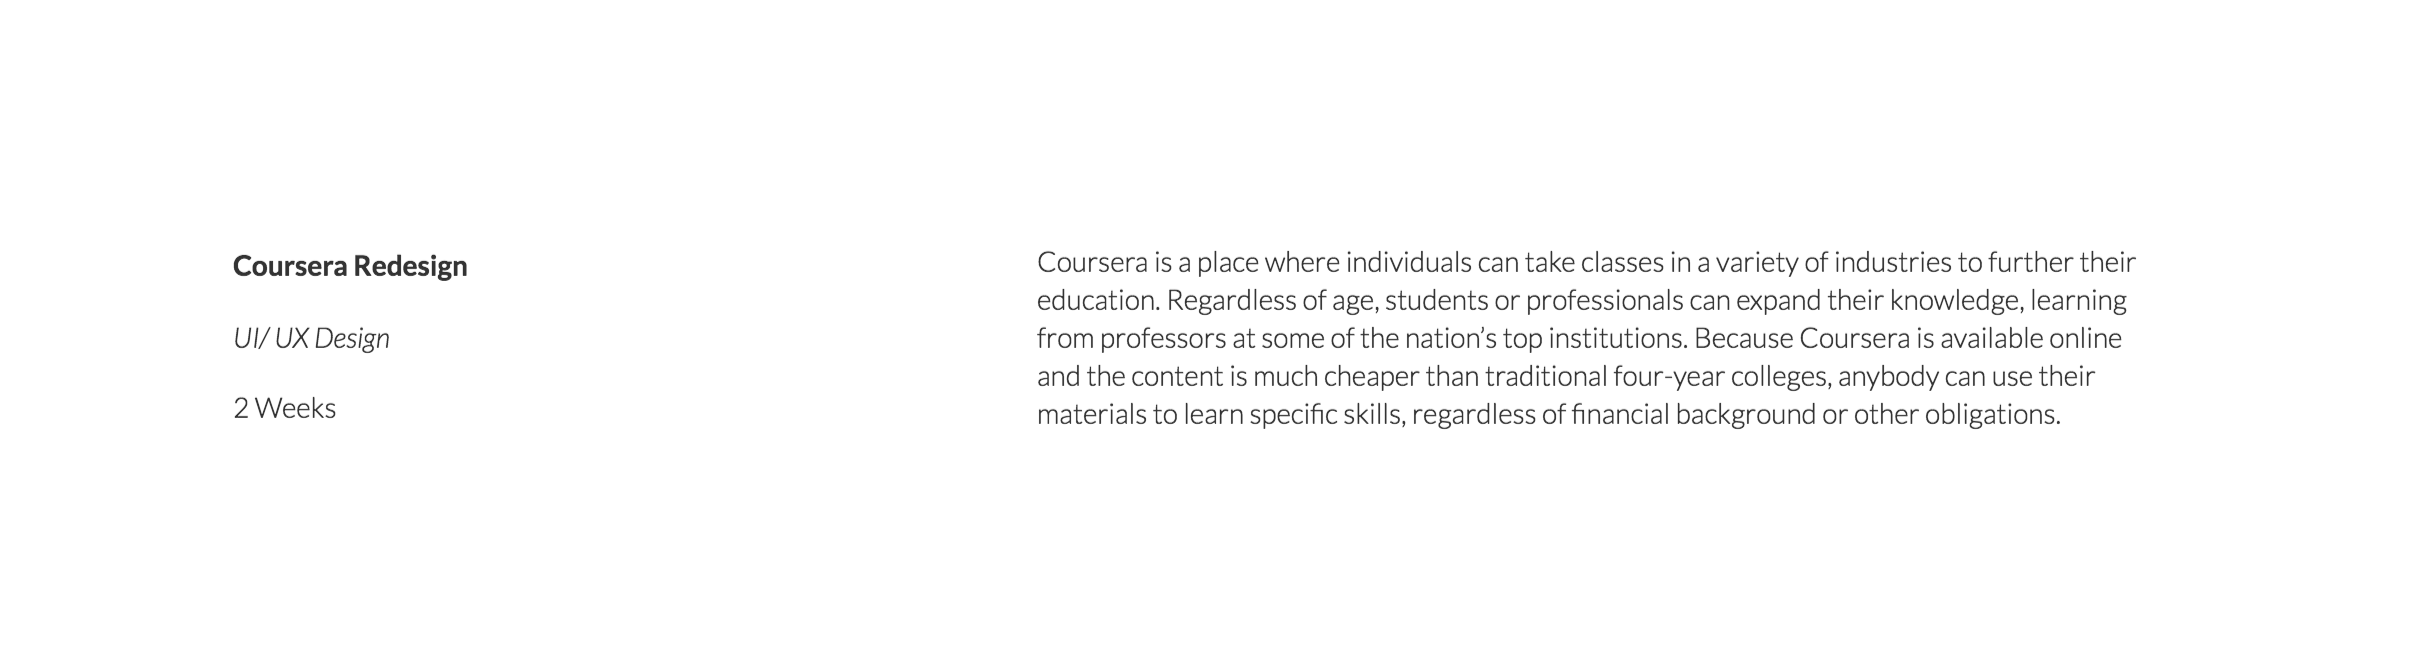 Coursera Redesign
UI/ UX Design
2 Weeks
Coursera is a place where individuals can take classes in a variety of industries to further their
education. Regardless of age, students or professionals can expand their knowledge, learning
from professors at some of the nation’s top institutions. Because Coursera is available online
and the content is much cheaper than traditional four-year colleges, anybody can use their
materials to learn specific skills, regardless of financial background or other obligations.